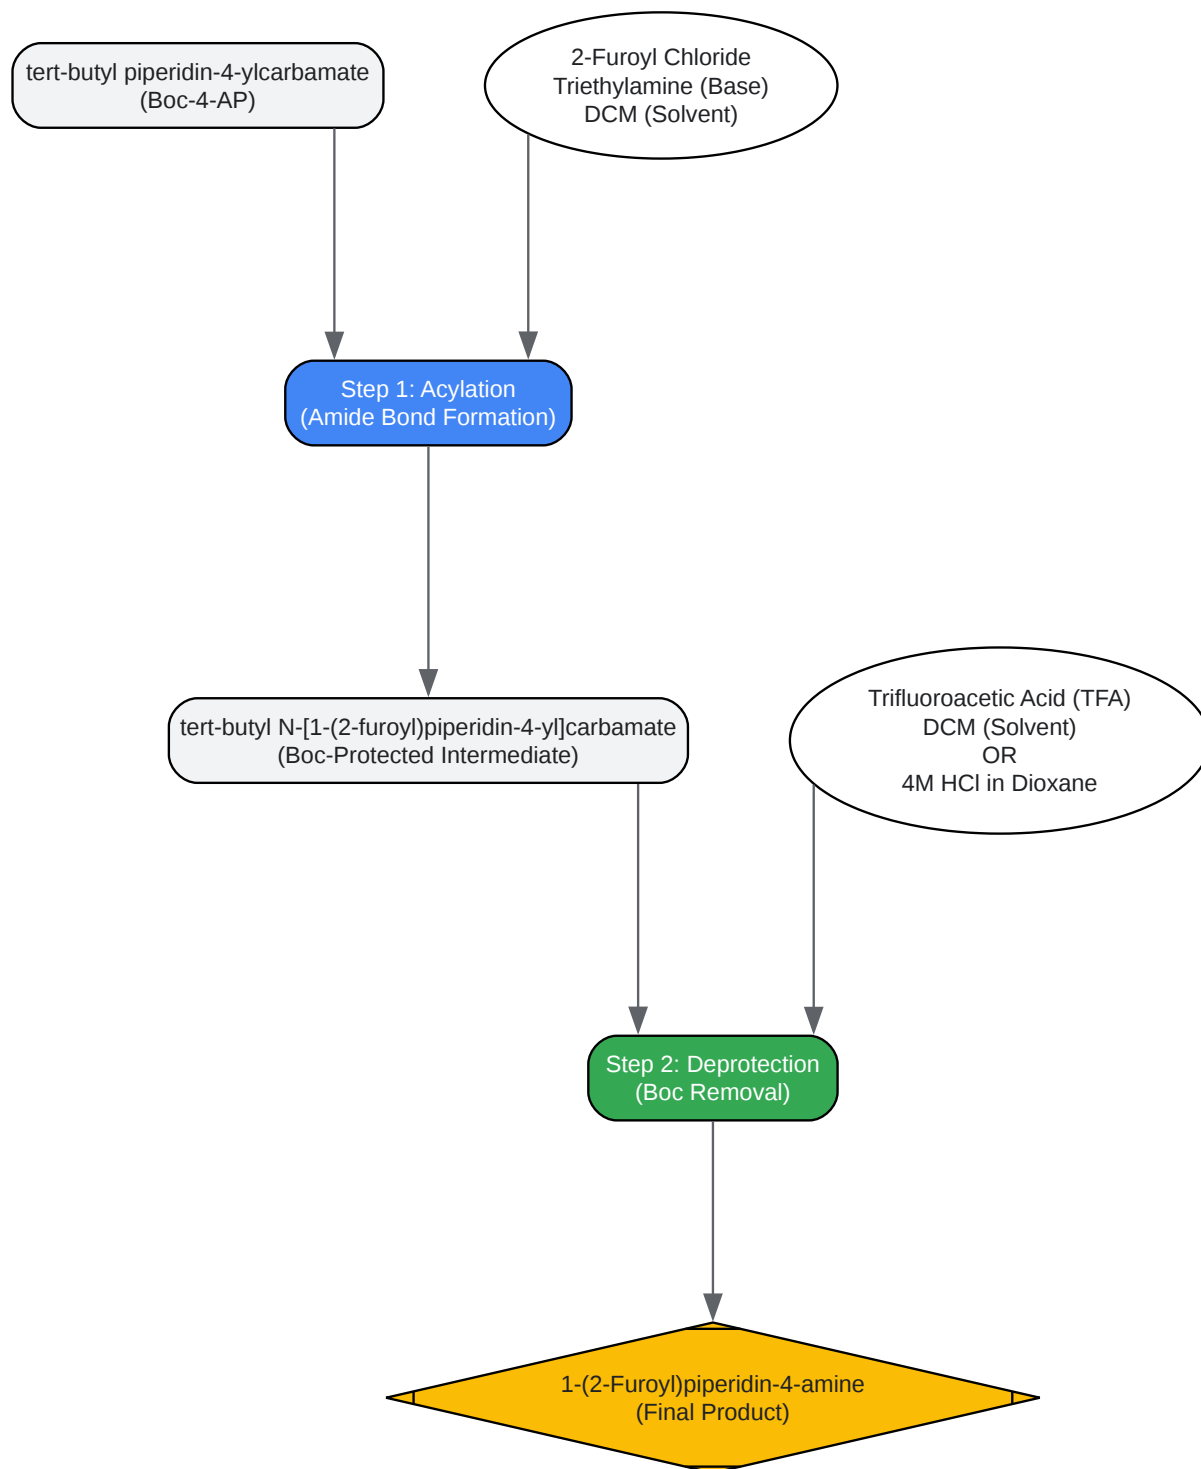 tert-butyl piperidin-4-ylcarbamate
(Boc-4-AP)
2-Furoyl Chloride
Triethylamine (Base)
DCM (Solvent)
Step 1: Acylation
(Amide Bond Formation)
tert-butyl N-[1-(2-furoyl)piperidin-4-yl]carbamate
(Boc-Protected Intermediate)
Trifluoroacetic Acid (TFA)
DCM (Solvent)
OR
4M HCl in Dioxane
Step 2: Deprotection
(Boc Removal)
1-(2-Furoyl)piperidin-4-amine
(Final Product)